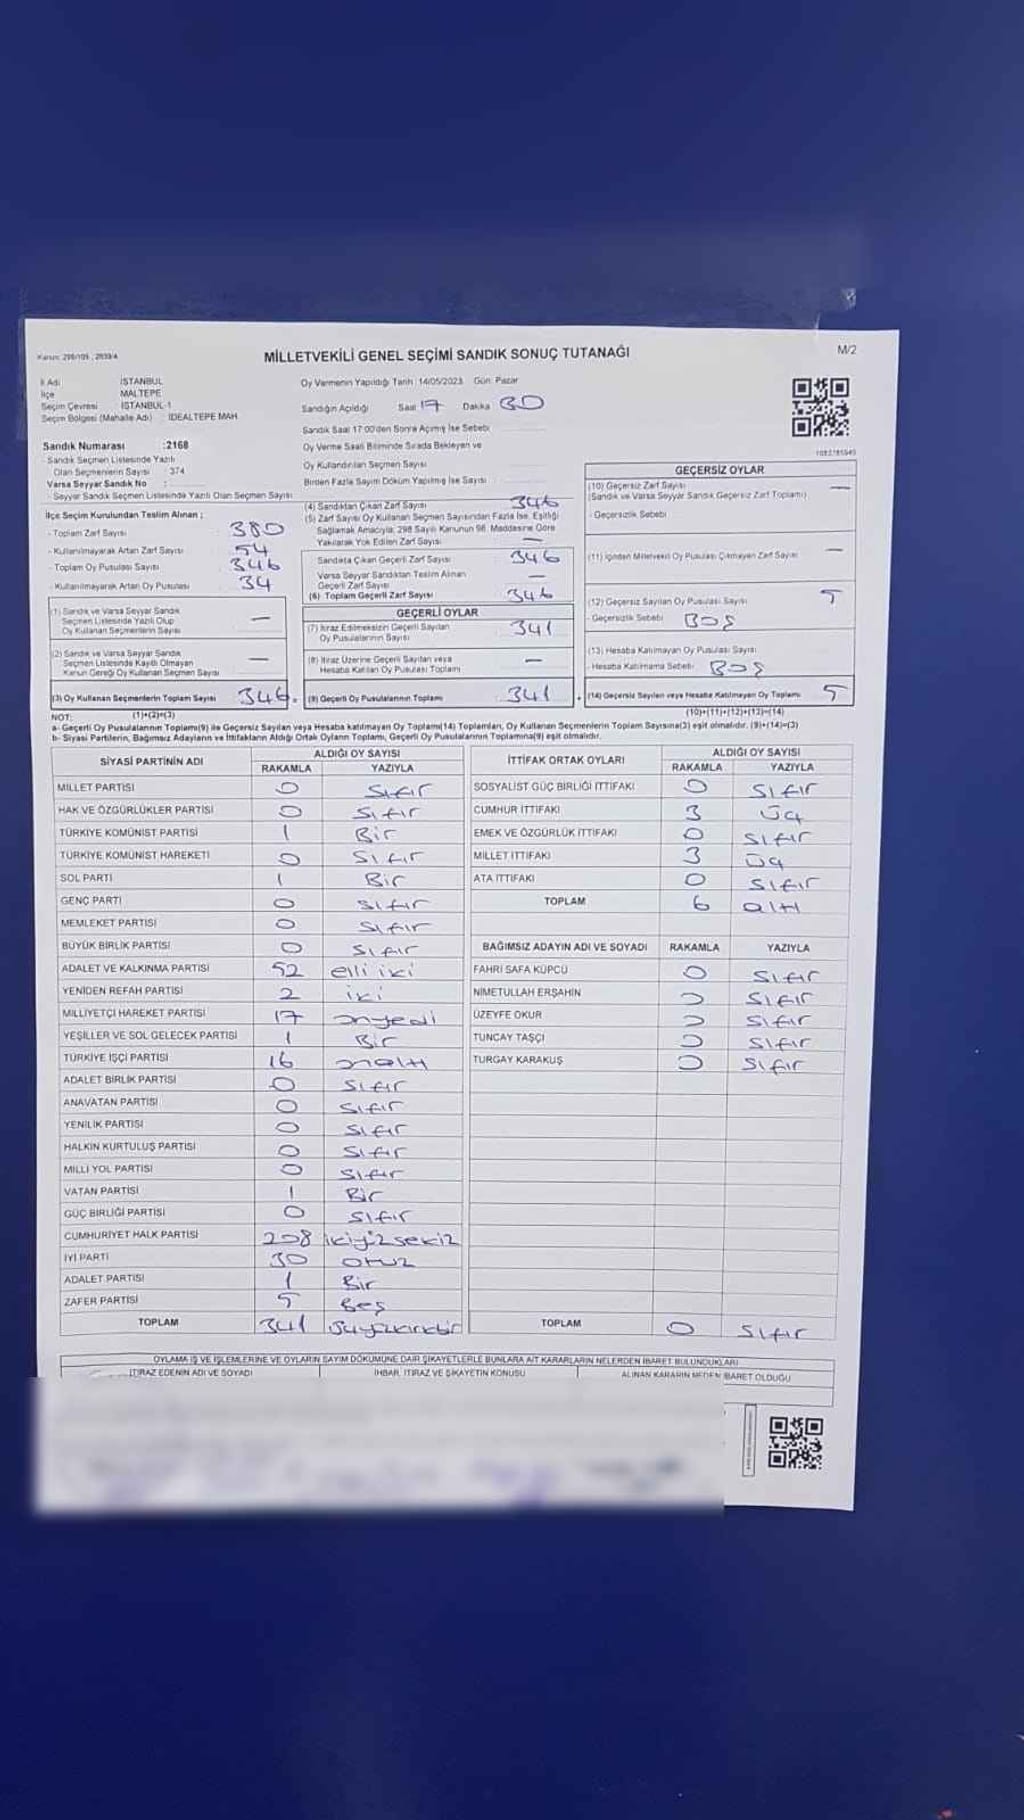 Kanun: 298/105 , 2839/4
MİLLETVEKİLİ GENEL SEÇİMİ SANDIK SONUÇ TUTANAĞI
M/2
İl Adı : İSTANBUL
İlçe : MALTEPE
Seçim Çevresi : İSTANBUL-1
Seçim Bölgesi (Mahalle Adı) : İDEALTEPE MAH
Oy Vermenin Yapıldığı Tarih :14/05/2023 Gün: Pazar
Sandığın Açıldığı Saat 17 Dakika 30
Sandık Saat 17:00'den Sonra Açımış İse Sebebi
Oy Verme Saati Bitiminde Sırada Bekleyen ve
Oy Kullandırılan Seçmen Sayısı
Birden Fazla Sayım Döküm Yapılmış İse Sayısı
Sandık Numarası :2168
- Sandık Seçmen Listesinde Yazılı
Olan Seçmenlerin Sayısı : 374
Varsa Seyyar Sandık No :
- Seyyar Sandık Seçmen Listesinde Yazılı Olan Seçmen Sayısı
İlçe Seçim Kurulundan Teslim Alınan ;
- Toplam Zarf Sayısı 380
- Kullanılmayarak Artan Zarf Sayısı 54
- Toplam Oy Pusulası Sayısı 346
- Kullanılmayarak Artan Oy Pusulası 34
(1) Sandık ve Varsa Seyyar Sandık
Seçmen Listesinde Yazılı Olup
Oy Kullanan Seçmenlerin Sayısı —
(2) Sandık ve Varsa Seyyar Sandık
Seçmen Listesinde Kayıtlı Olmayan
Kanun Gereği Oy Kullanan Seçmen Sayısı —
(3) Oy Kullanan Seçmenlerin Toplam Sayısı 346
(1)+(2)=(3)
(4) Sandıktan Çıkan Zarf Sayısı 346
(5) Zarf Sayısı Oy Kullanan Seçmen Sayısından Fazla İse, Eşitliği
Sağlamak Amacıyla, 298 Sayılı Kanunun 98. Maddesine Göre
Yakılarak Yok Edilen Zarf Sayısı —
Sandıkta Çıkan Geçerli Zarf Sayısı 346
Varsa Seyyar Sandıktan Teslim Alınan
Geçerli Zarf Sayısı —
(6) Toplam Geçerli Zarf Sayısı 346
GEÇERLİ OYLAR
(7) İtiraz Edilmeksizin Geçerli Sayılan
Oy Pusulalarının Sayısı 341
(8) İtiraz Üzerine Geçerli Sayılan veya
Hesaba Katılan Oy Pusulası Toplamı —
(9) Geçerli Oy Pusulalarının Toplamı 341
GEÇERSİZ OYLAR
(10) Geçersiz Zarf Sayısı —
(Sandık ve Varsa Seyyar Sandık Geçersiz Zarf Toplamı)
- Geçersizlik Sebebi
(11) İçinden Milletvekili Oy Pusulası Çıkmayan Zarf Sayısı —
(12) Geçersiz Sayılan Oy Pusulası Sayısı 5
- Geçersizlik Sebebi BOŞ
(13) Hesaba Katılmayan Oy Pusulası Sayısı
- Hesaba Katılmama Sebebi BOŞ
(14) Geçersiz Sayılan veya Hesaba Katılmayan Oy Toplamı 5
(10)+(11)+(12)+(13)=(14)
NOT:
a- Geçerli Oy Pusulalarının Toplamı(9) ile Geçersiz Sayılan veya Hesaba katılmayan Oy Toplamı(14) Toplamları, Oy Kullanan Seçmenlerin Toplam Sayısına(3) eşit olmalıdır. (9)+(14)=(3)
b- Siyasi Partilerin, Bağımsız Adayların ve İttifakların Aldığı Ortak Oyların Toplamı, Geçerli Oy Pusulalarının Toplamına(9) eşit olmalıdır.
SİYASİ PARTİNİN ADI ALDIĞI OY SAYISI
RAKAMLA YAZIYLA
MİLLET PARTİSİ 0 Sıfır
HAK VE ÖZGÜRLÜKLER PARTİSİ 0 Sıfır
TÜRKİYE KOMÜNİST PARTİSİ 1 Bir
TÜRKİYE KOMÜNİST HAREKETİ 0 Sıfır
SOL PARTİ 1 Bir
GENÇ PARTİ 0 Sıfır
MEMLEKET PARTİSİ 0 Sıfır
BÜYÜK BİRLİK PARTİSİ 0 Sıfır
ADALET VE KALKINMA PARTİSİ 52 elli iki
YENİDEN REFAH PARTİSİ 2 iki
MİLLİYETÇİ HAREKET PARTİSİ 17 onyedi
YEŞİLLER VE SOL GELECEK PARTİSİ 1 Bir
TÜRKİYE İŞÇİ PARTİSİ 16 onaltı
ADALET BİRLİK PARTİSİ 0 Sıfır
ANAVATAN PARTİSİ 0 Sıfır
YENİLİK PARTİSİ 0 Sıfır
HALKIN KURTULUŞ PARTİSİ 0 Sıfır
MİLLİ YOL PARTİSİ 0 Sıfır
VATAN PARTİSİ 1 Bir
GÜÇ BİRLİĞİ PARTİSİ 0 Sıfır
CUMHURİYET HALK PARTİSİ 208 ikiyüzsekiz
İYİ PARTİ 30 otuz
ADALET PARTİSİ 1 Bir
ZAFER PARTİSİ 5 Beş
TOPLAM 341 üçyüzkırkbir
İTTİFAK ORTAK OYLARI ALDIĞI OY SAYISI
RAKAMLA YAZIYLA
SOSYALİST GÜÇ BİRLİĞİ İTTİFAKI 0 Sıfır
CUMHUR İTTİFAKI 3 üç
EMEK VE ÖZGÜRLÜK İTTİFAKI 0 Sıfır
MİLLET İTTİFAKI 3 üç
ATA İTTİFAKI 0 Sıfır
TOPLAM 6 altı
BAĞIMSIZ ADAYIN ADI VE SOYADI RAKAMLA YAZIYLA
FAHRİ SAFA KÜPCÜ 0 Sıfır
NİMETULLAH ERŞAHİN 0 Sıfır
ÜZEYFE OKUR 0 Sıfır
TUNCAY TAŞÇI 0 Sıfır
TURGAY KARAKUŞ 0 Sıfır
TOPLAM 0 Sıfır
OYLAMA İŞ VE İŞLEMLERİNE VE OYLARIN SAYIM DÖKÜMÜNE DAİR ŞİKAYETLERLE BUNLARA AİT KARARLARIN NELERDEN İBARET BULUNDUKLARI
İTİRAZ EDENİN ADI VE SOYADI İHBAR, İTİRAZ VE ŞİKAYETİN KONUSU ALINAN KARARIN NEDEN İBARET OLDUĞU